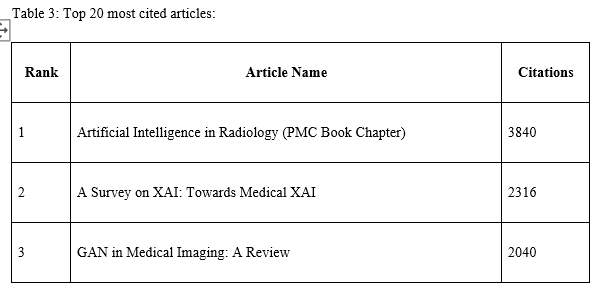 Table 3: Top 20 most cited articles:
Rank Article Name Citations
1 Artificial Intelligence in Radiology (PMC Book Chapter) 3840
2 A Survey on XAI: Towards Medical XAI 2316
3 GAN in Medical Imaging: A Review 2040